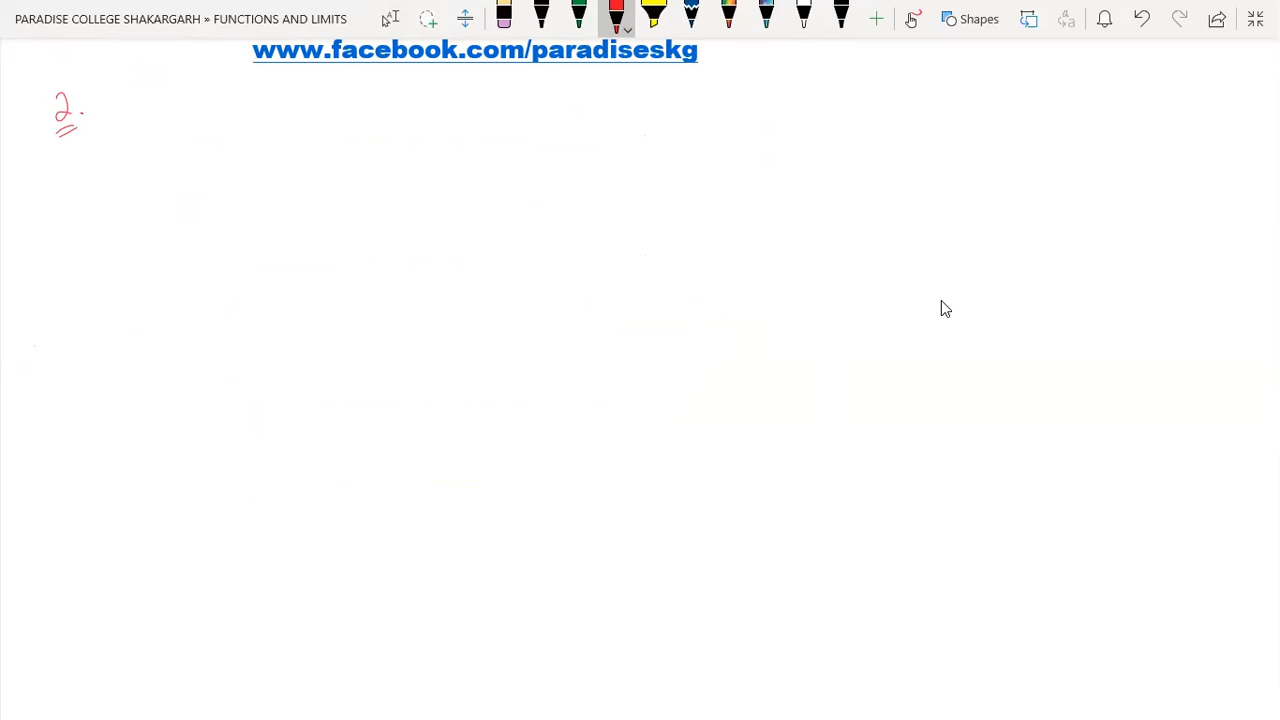 PARADISE COLLEGE SHAKARGARH » FUNCTIONS AND LIMITS
Shapes
www.facebook.com/paradiseskg
2.